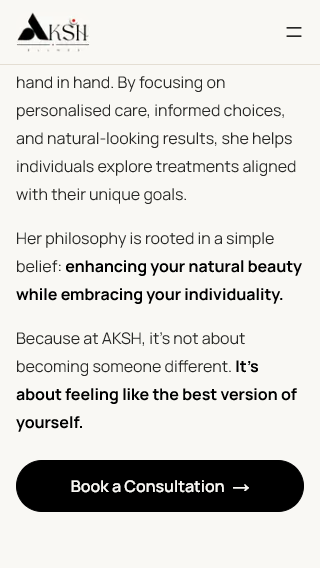 AKSH
hand in hand. By focusing on
personalised care, informed choices,
and natural-looking results, she helps
individuals explore treatments aligned
with their unique goals.
Her philosophy is rooted in a simple
belief: enhancing your natural beauty
while embracing your individuality.
Because at AKSH, it's not about
becoming someone different. It's
about feeling like the best version of
yourself.
Book a Consultation →